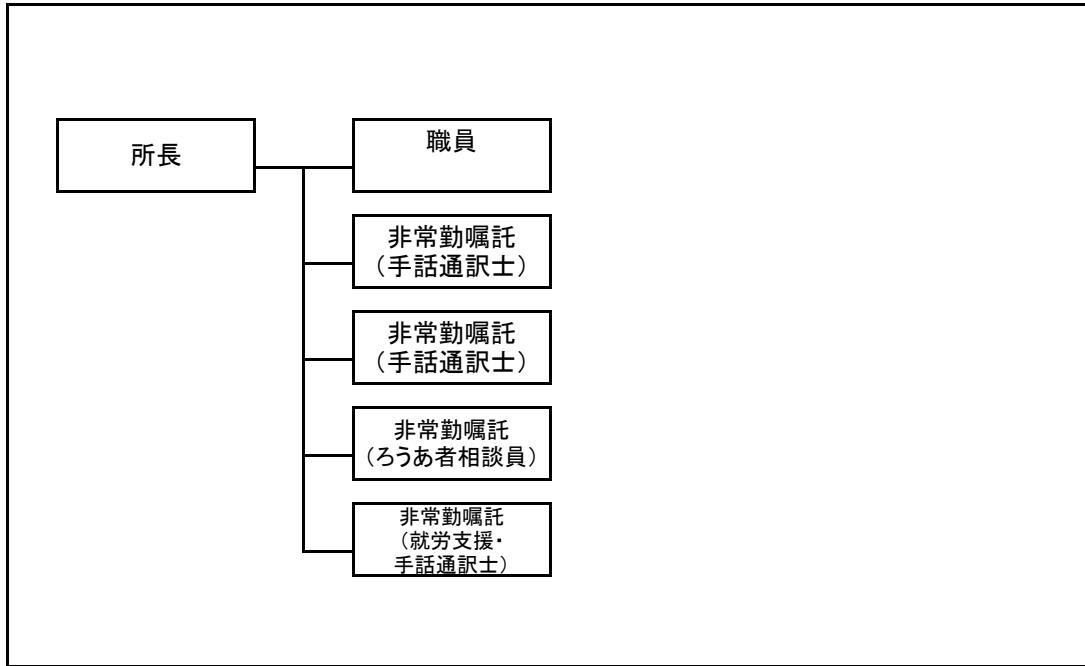 所長
職員
非常勤嘱託
（手話通訳士）
非常勤嘱託
（手話通訳士）
非常勤嘱託
（ろうあ者相談員）
非常勤嘱託
（就労支援・
手話通訳士）